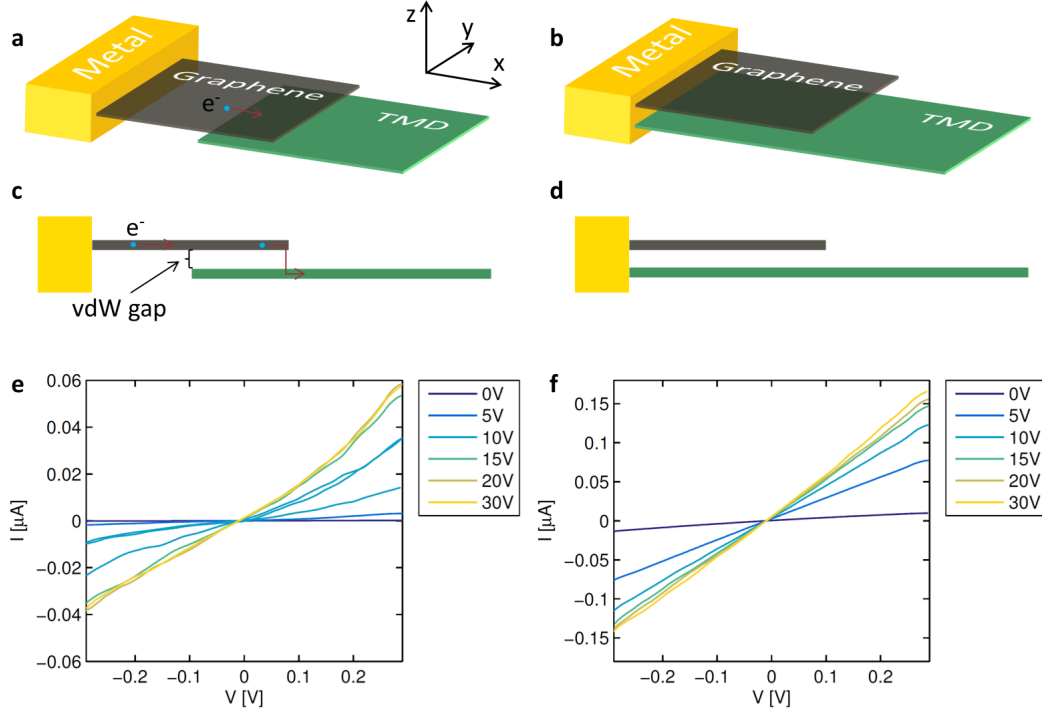 a
Metal
Graphene
e-
TMD
z
y
x
b
Metal
Graphene
TMD
c
e-
vdW gap
d
e
0.06
0.04
0.02
0
−0.02
−0.04
−0.06
I [µA]
−0.2
−0.1
0
0.1
0.2
V [V]
0V
5V
10V
15V
20V
30V
f
0.15
0.1
0.05
0
−0.05
−0.1
−0.15
I [µA]
−0.2
−0.1
0
0.1
0.2
V [V]
0V
5V
10V
15V
20V
30V